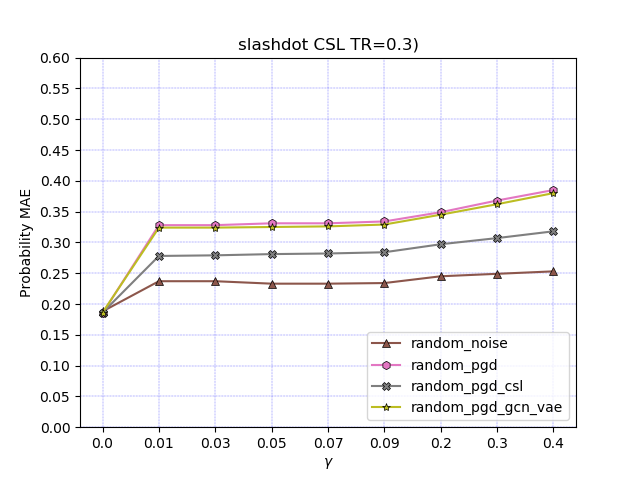 slashdot CSL TR=0.3)
0.60
0.55
0.50
0.45
0.40
0.35
0.30
0.25
0.20
0.15
0.10
0.05
0.00
Probability MAE
random_noise
random_pgd
random_pgd_csl
random_pgd_gcn_vae
0.0 0.01 0.03 0.05 0.07 0.09 0.2 0.3 0.4
γ